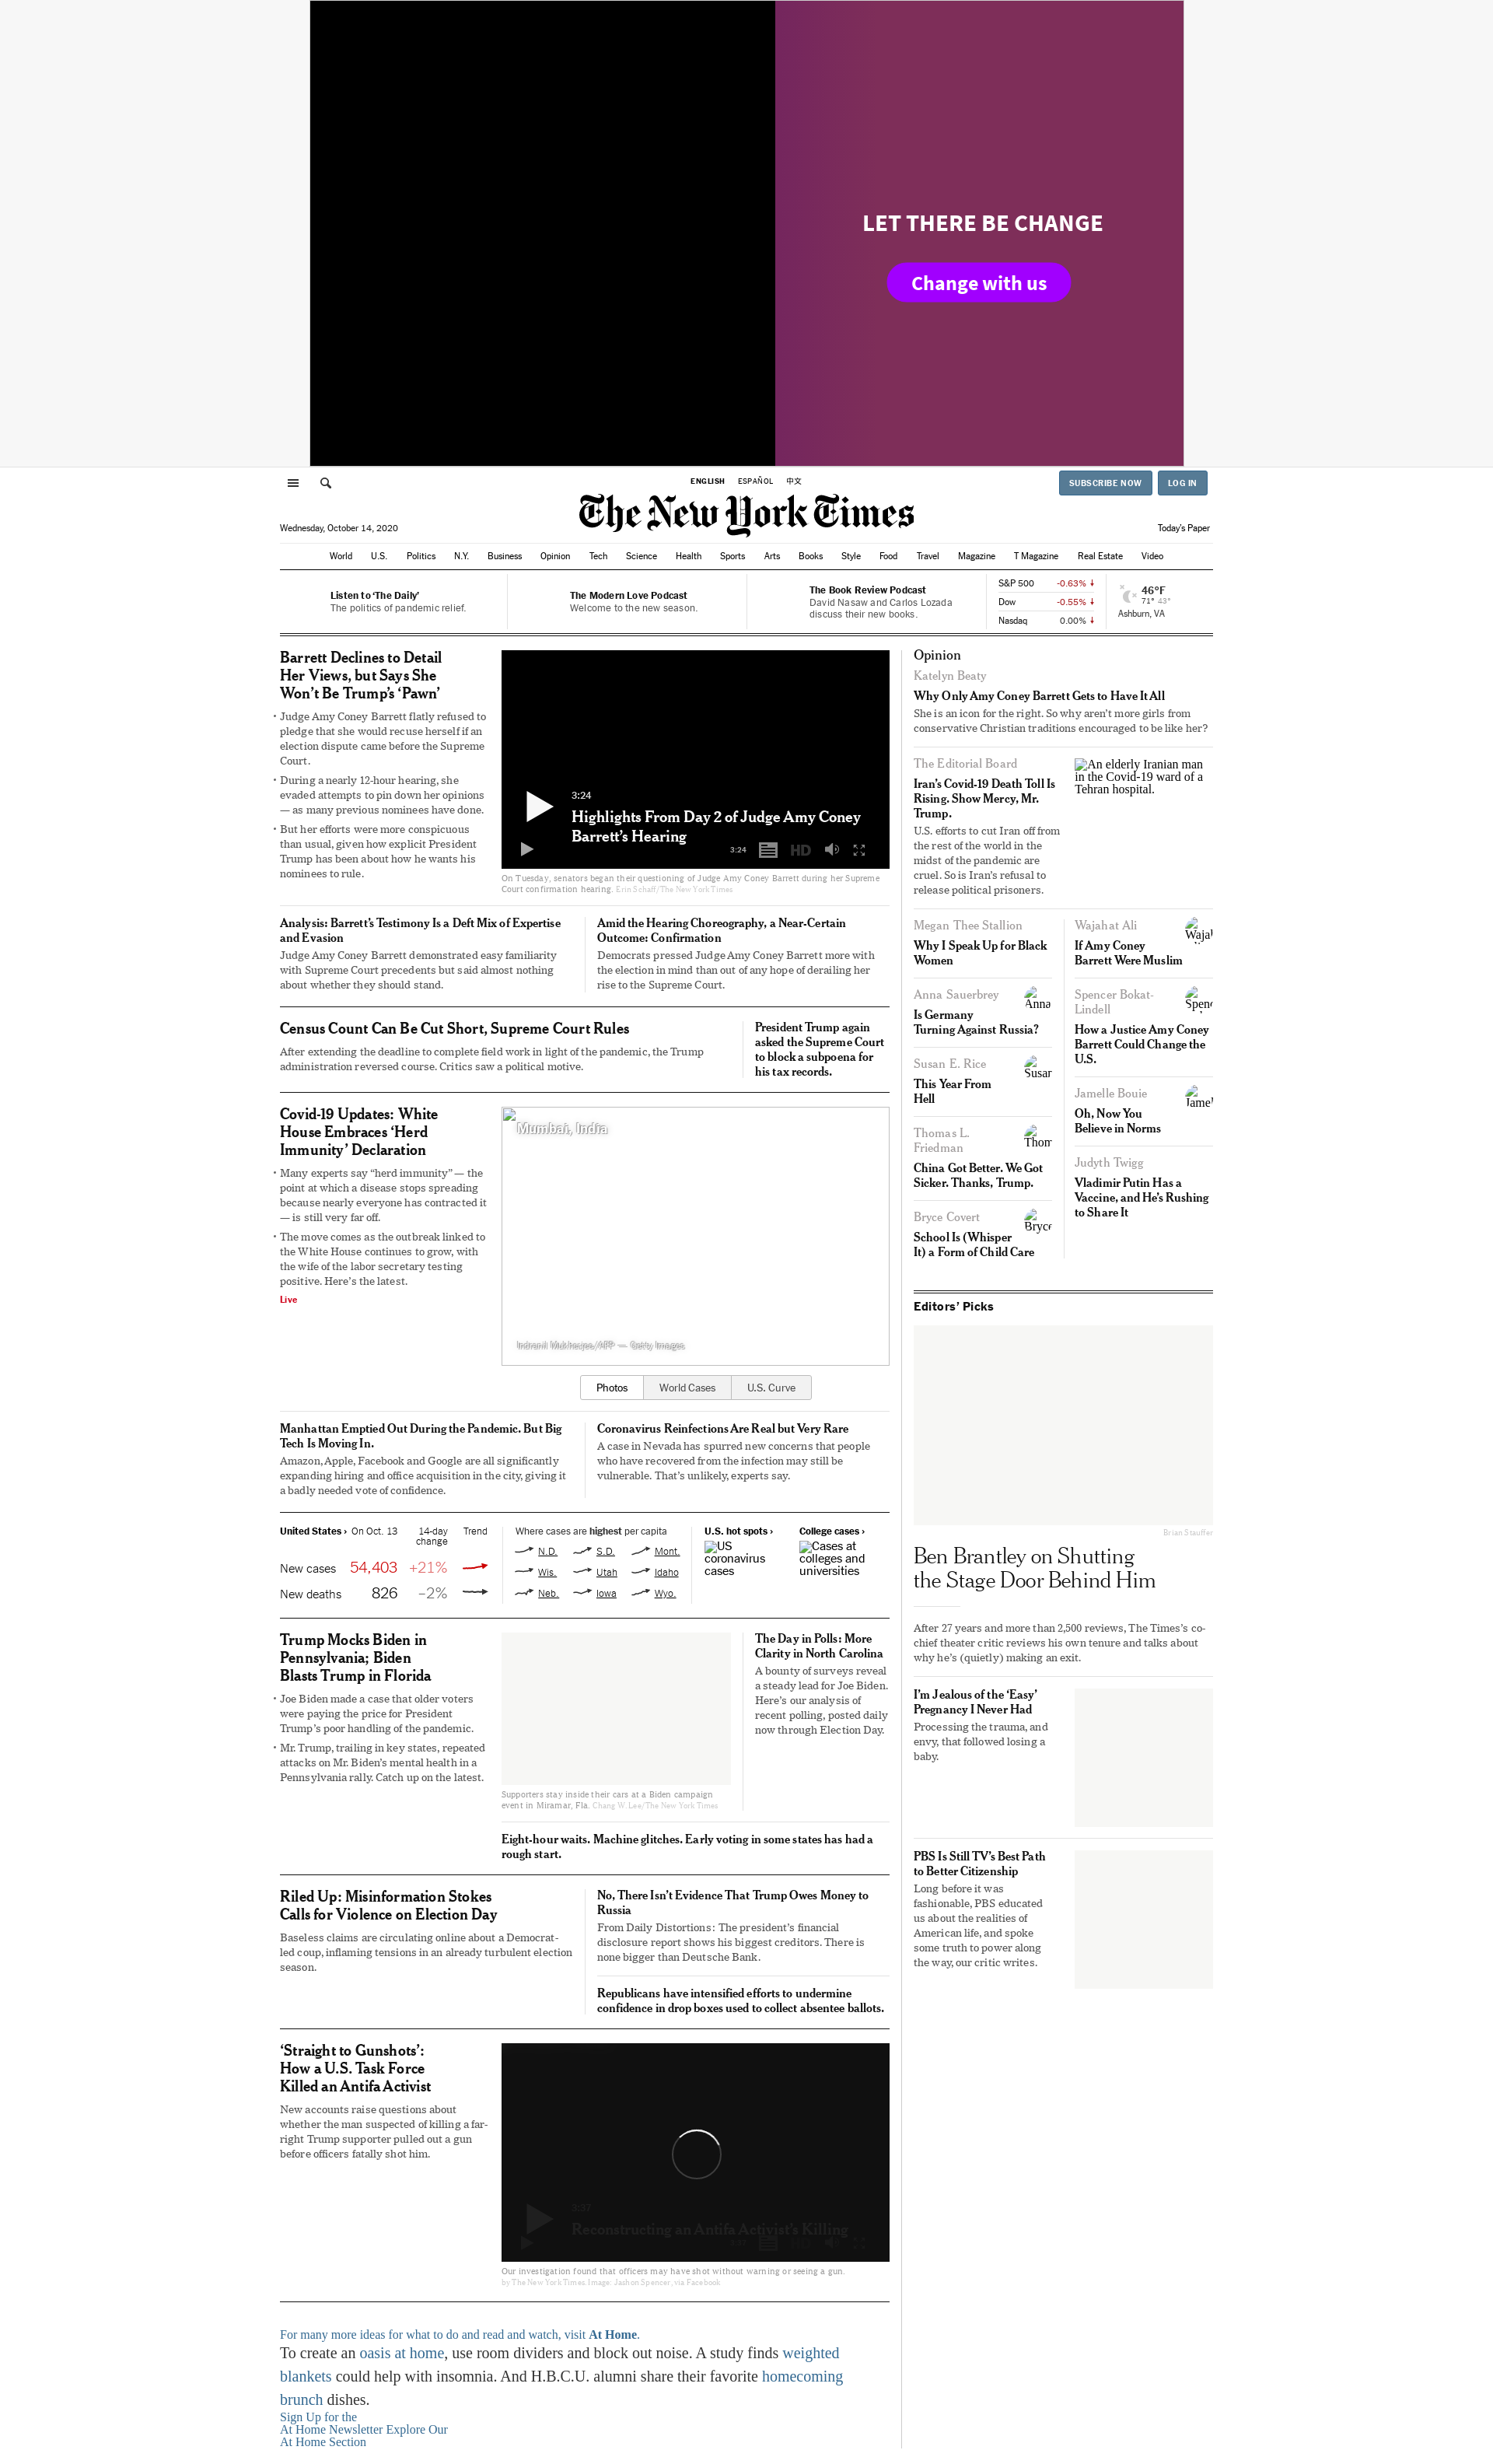 LET THERE BE CHANGE
Change with us
ENGLISH ESPAÑOL 中文
SUBSCRIBE NOW LOG IN
The New York Times
Wednesday, October 14, 2020
Today's Paper
World U.S. Politics N.Y. Business Opinion Tech Science Health Sports Arts Books Style Food Travel Magazine T Magazine Real Estate Video
Listen to ‘The Daily’
The politics of pandemic relief.
The Modern Love Podcast
Welcome to the new season.
The Book Review Podcast
David Nasaw and Carlos Lozada
discuss their new books.
S&P 500 -0.63% ↓
Dow -0.55% ↓
Nasdaq 0.00% ↓
46°F
71° 43°
Ashburn, VA
Barrett Declines to Detail
Her Views, but Says She
Won’t Be Trump’s ‘Pawn’
• Judge Amy Coney Barrett flatly refused to
pledge that she would recuse herself if an
election dispute came before the Supreme
Court.
• During a nearly 12-hour hearing, she
evaded attempts to pin down her opinions
— as many previous nominees have done.
• But her efforts were more conspicuous
than usual, given how explicit President
Trump has been about how he wants his
nominees to rule.
3:24
Highlights From Day 2 of Judge Amy Coney
Barrett’s Hearing
3:24 HD
On Tuesday, senators began their questioning of Judge Amy Coney Barrett during her Supreme
Court confirmation hearing. Erin Schaff/The New York Times
Analysis: Barrett’s Testimony Is a Deft Mix of Expertise
and Evasion
Judge Amy Coney Barrett demonstrated easy familiarity
with Supreme Court precedents but said almost nothing
about whether they should stand.
Amid the Hearing Choreography, a Near-Certain
Outcome: Confirmation
Democrats pressed Judge Amy Coney Barrett more with
the election in mind than out of any hope of derailing her
rise to the Supreme Court.
Census Count Can Be Cut Short, Supreme Court Rules
After extending the deadline to complete field work in light of the pandemic, the Trump
administration reversed course. Critics saw a political motive.
President Trump again
asked the Supreme Court
to block a subpoena for
his tax records.
Covid-19 Updates: White
House Embraces ‘Herd
Immunity’ Declaration
• Many experts say “herd immunity” — the
point at which a disease stops spreading
because nearly everyone has contracted it
— is still very far off.
• The move comes as the outbreak linked to
the White House continues to grow, with
the wife of the labor secretary testing
positive. Here’s the latest.
Live
Mumbai, India
Indranil Mukherjee/AFP — Getty Images
Photos World Cases U.S. Curve
Manhattan Emptied Out During the Pandemic. But Big
Tech Is Moving In.
Amazon, Apple, Facebook and Google are all significantly
expanding hiring and office acquisition in the city, giving it
a badly needed vote of confidence.
Coronavirus Reinfections Are Real but Very Rare
A case in Nevada has spurred new concerns that people
who have recovered from the infection may still be
vulnerable. That’s unlikely, experts say.
United States › On Oct. 13 14-day Trend
change
New cases 54,403 +21%
New deaths 826 –2%
Where cases are highest per capita
N.D. S.D. Mont.
Wis. Utah Idaho
Neb. Iowa Wyo.
U.S. hot spots ›
US
coronavirus
cases
College cases ›
Cases at
colleges and
universities
Trump Mocks Biden in
Pennsylvania; Biden
Blasts Trump in Florida
• Joe Biden made a case that older voters
were paying the price for President
Trump’s poor handling of the pandemic.
• Mr. Trump, trailing in key states, repeated
attacks on Mr. Biden’s mental health in a
Pennsylvania rally. Catch up on the latest.
Supporters stay inside their cars at a Biden campaign
event in Miramar, Fla. Chang W. Lee/The New York Times
The Day in Polls: More
Clarity in North Carolina
A bounty of surveys reveal
a steady lead for Joe Biden.
Here’s our analysis of
recent polling, posted daily
now through Election Day.
Eight-hour waits. Machine glitches. Early voting in some states has had a
rough start.
Riled Up: Misinformation Stokes
Calls for Violence on Election Day
Baseless claims are circulating online about a Democrat-
led coup, inflaming tensions in an already turbulent election
season.
No, There Isn’t Evidence That Trump Owes Money to
Russia
From Daily Distortions: The president’s financial
disclosure report shows his biggest creditors. There is
none bigger than Deutsche Bank.
Republicans have intensified efforts to undermine
confidence in drop boxes used to collect absentee ballots.
‘Straight to Gunshots’:
How a U.S. Task Force
Killed an Antifa Activist
New accounts raise questions about
whether the man suspected of killing a far-
right Trump supporter pulled out a gun
before officers fatally shot him.
Reconstructing an Antifa Activist’s Killing
Our investigation found that officers may have shot without warning or seeing a gun.
by The New York Times. Image: Jashon Spencer, via Facebook
For many more ideas for what to do and read and watch, visit At Home.
To create an oasis at home, use room dividers and block out noise. A study finds weighted
blankets could help with insomnia. And H.B.C.U. alumni share their favorite homecoming
brunch dishes.
Sign Up for the
At Home Newsletter Explore Our
At Home Section
Opinion
Katelyn Beaty
Why Only Amy Coney Barrett Gets to Have It All
She is an icon for the right. So why aren’t more girls from
conservative Christian traditions encouraged to be like her?
The Editorial Board
Iran’s Covid-19 Death Toll Is
Rising. Show Mercy, Mr.
Trump.
U.S. efforts to cut Iran off from
the rest of the world in the
midst of the pandemic are
cruel. So is Iran’s refusal to
release political prisoners.
An elderly Iranian man
in the Covid-19 ward of a
Tehran hospital.
Megan Thee Stallion
Why I Speak Up for Black
Women
Anna Sauerbrey
Anna
Is Germany
Turning Against Russia?
Susan E. Rice
Susan
This Year From
Hell
Thomas L.
Friedman
Thom
China Got Better. We Got
Sicker. Thanks, Trump.
Bryce Covert
Bryce
School Is (Whisper
It) a Form of Child Care
Wajahat Ali
If Amy Coney
Barrett Were Muslim
Spencer Bokat-
Lindell
How a Justice Amy Coney
Barrett Could Change the
U.S.
Jamelle Bouie
Oh, Now You
Believe in Norms
Judyth Twigg
Vladimir Putin Has a
Vaccine, and He’s Rushing
to Share It
Editors’ Picks
Brian Stauffer
Ben Brantley on Shutting
the Stage Door Behind Him
After 27 years and more than 2,500 reviews, The Times’s co-
chief theater critic reviews his own tenure and talks about
why he’s (quietly) making an exit.
I’m Jealous of the ‘Easy’
Pregnancy I Never Had
Processing the trauma, and
envy, that followed losing a
baby.
PBS Is Still TV’s Best Path
to Better Citizenship
Long before it was
fashionable, PBS educated
us about the realities of
American life, and spoke
some truth to power along
the way, our critic writes.